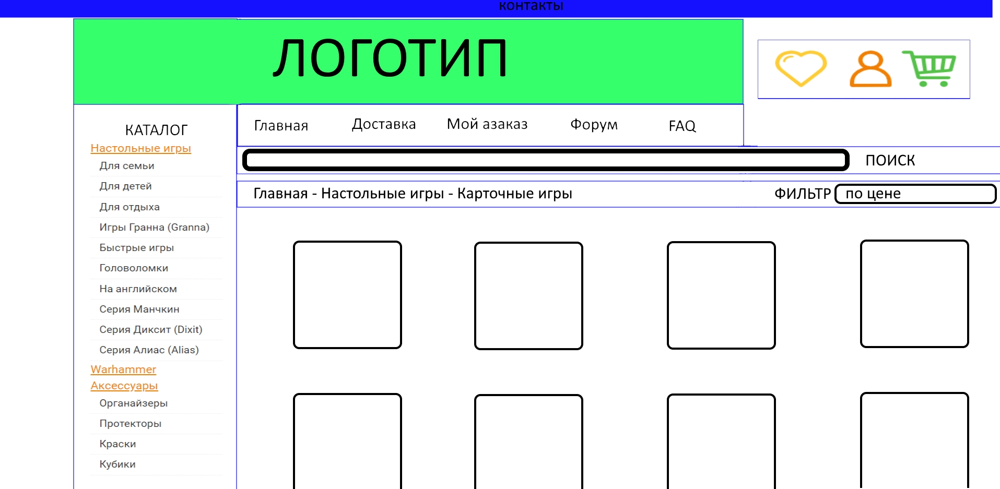 контакты
ЛОГОТИП
Главная Доставка Мой азаказ Форум FAQ
ПОИСК
Главная - Настольные игры - Карточные игры ФИЛЬТР по цене
КАТАЛОГ
Настольные игры
Для семьи
Для детей
Для отдыха
Игры Гранна (Granna)
Быстрые игры
Головоломки
На английском
Серия Манчкин
Серия Диксит (Dixit)
Серия Алиас (Alias)
Warhammer
Аксессуары
Органайзеры
Протекторы
Краски
Кубики